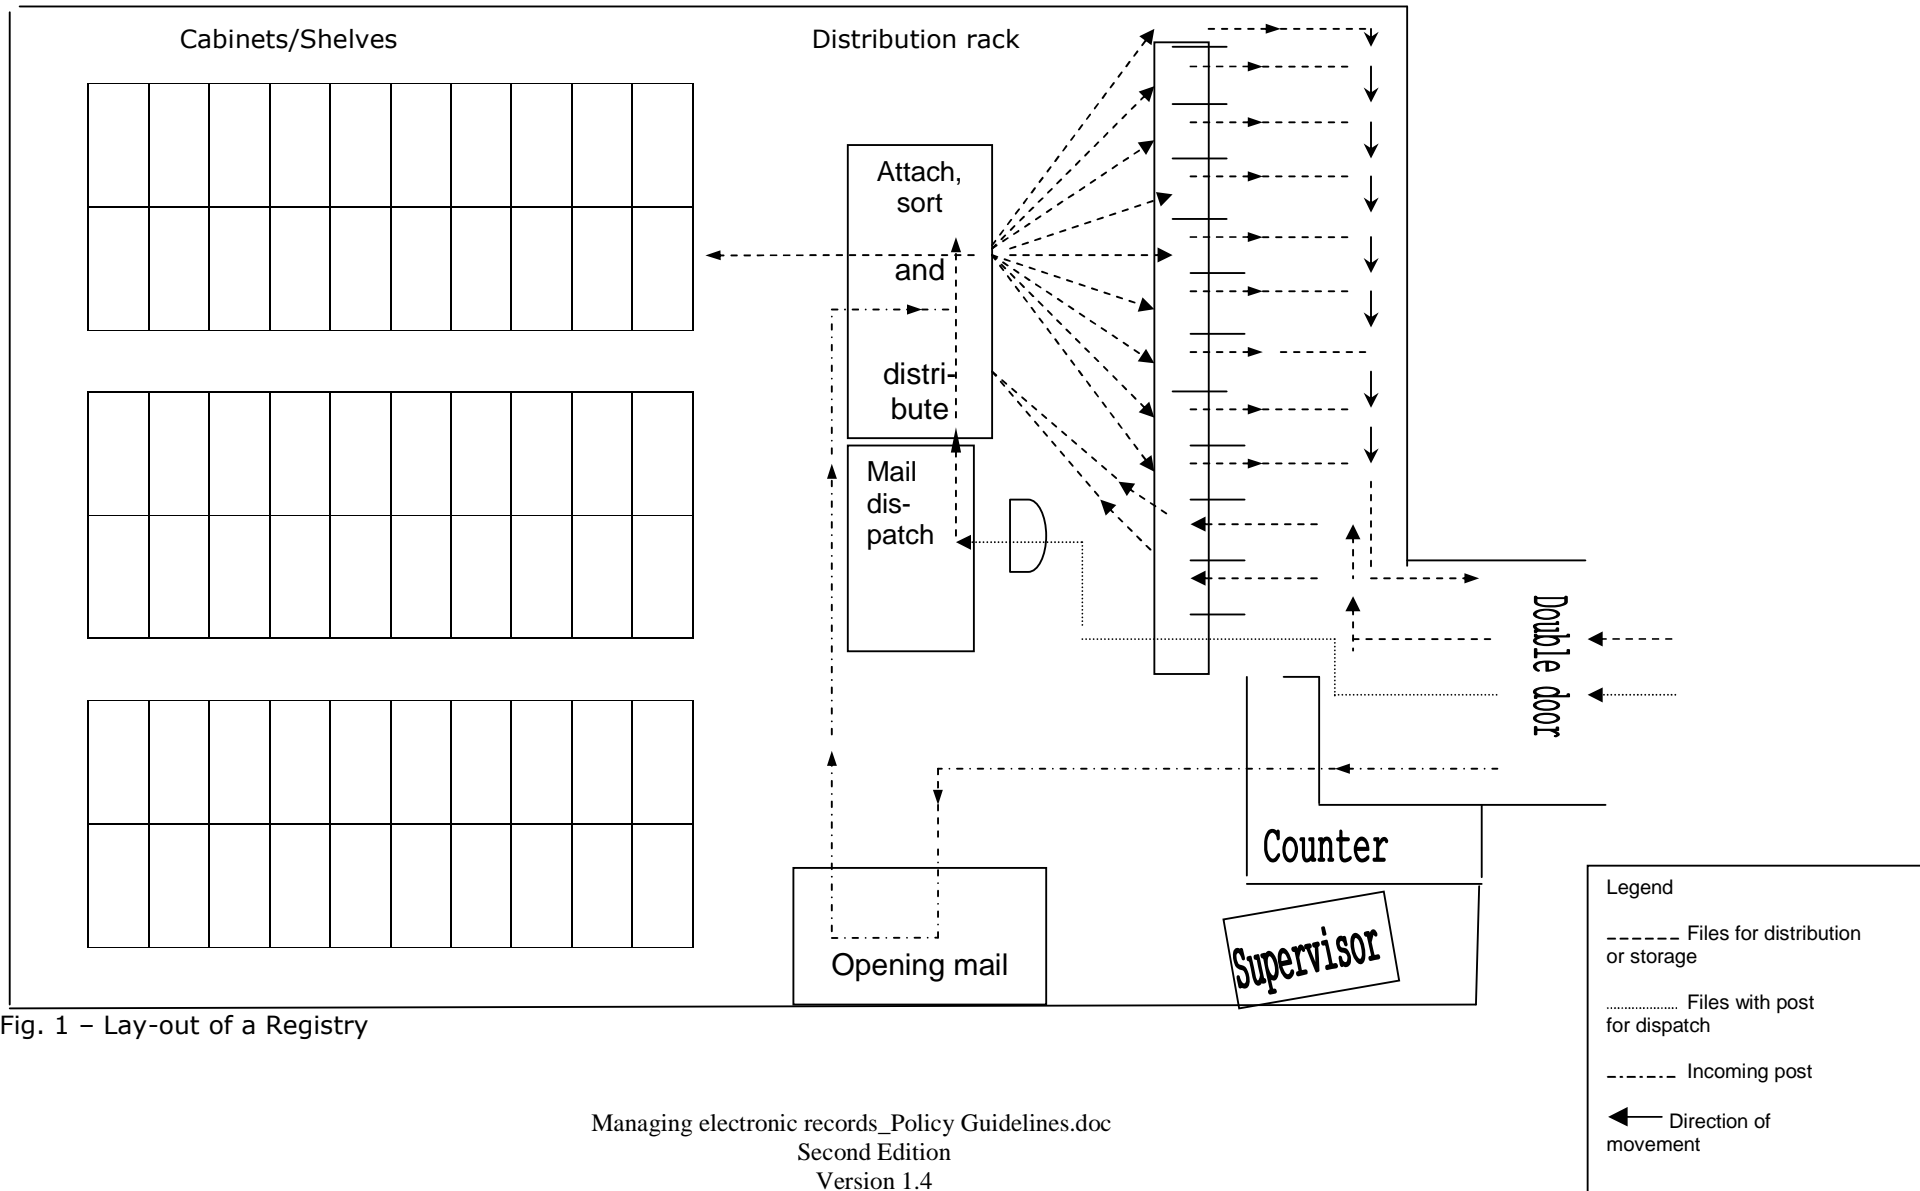 Cabinets/Shelves
Distribution rack
Attach,
sort
and
distri-
bute
Mail
dis-
patch
Double door
Counter
Supervisor
Opening mail
Legend
Files for distribution
or storage
Files with post
for dispatch
Incoming post
Direction of
movement
Fig. 1 – Lay-out of a Registry
Managing electronic records_Policy Guidelines.doc
Second Edition
Version 1.4